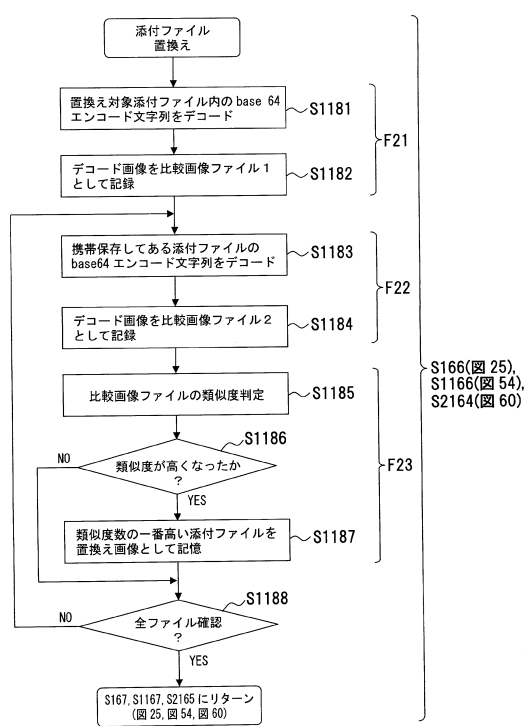 添付ファイル
置換え
置換え対象添付ファイル内の base 64
エンコード文字列をデコード
S1181
デコード画像を比較画像ファイル1
として記録
S1182
F21
携帯保存してある添付ファイルの
base64 エンコード文字列をデコード
S1183
デコード画像を比較画像ファイル2
として記録
S1184
F22
比較画像ファイルの類似度判定
S1185
S1186
類似度が高くなったか
?
NO
YES
類似度数の一番高い添付ファイルを
置換え画像として記憶
S1187
F23
S1188
全ファイル確認
?
NO
YES
S167, S1167, S2165 にリターン
(図 25, 図 54, 図 60)
S166(図 25),
S1166(図 54),
S2164(図 60)